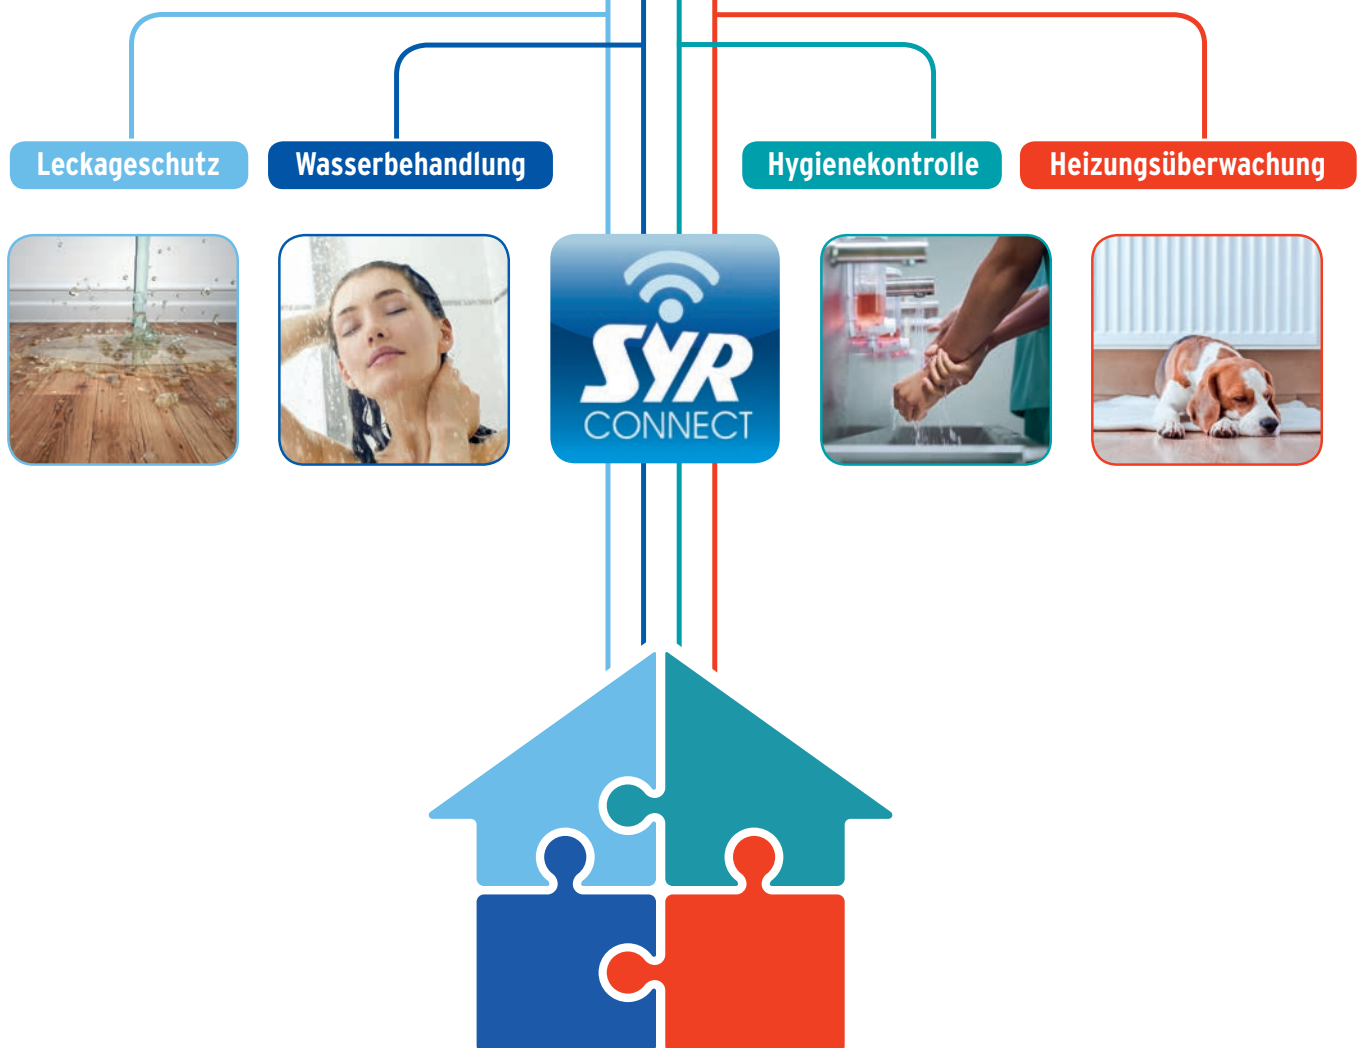 Leckageschutz
Wasserbehandlung
Hygienekontrolle
Heizungsüberwachung
SYR
CONNECT